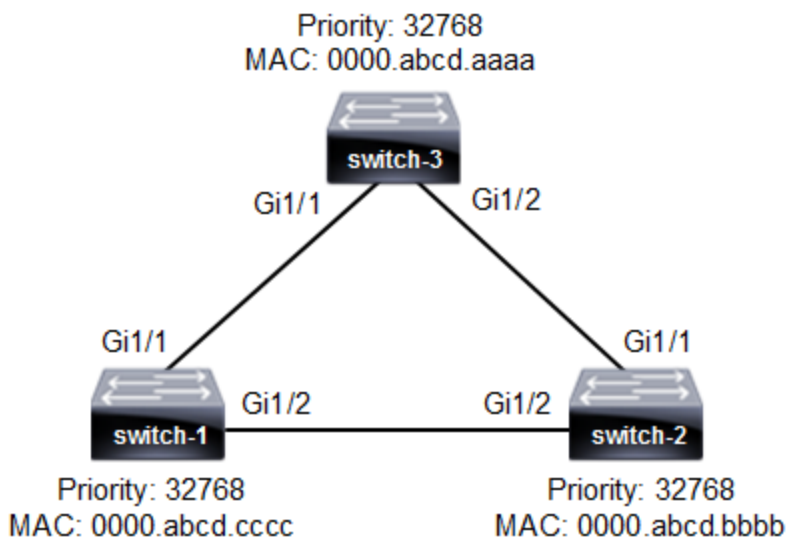 Priority: 32768
MAC: 0000.abcd.aaaa
switch-3
Gi1/1
Gi1/2
Gi1/1
Gi1/1
Gi1/2
Gi1/2
switch-1
switch-2
Priority: 32768
MAC: 0000.abcd.cccc
Priority: 32768
MAC: 0000.abcd.bbbb